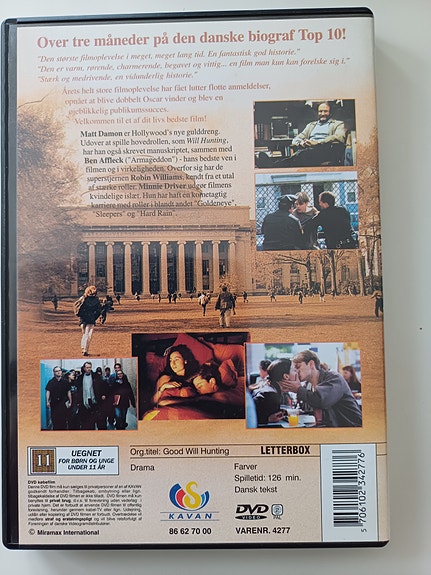 Over tre måneder på den danske biograf Top 10!
"Den største filmoplevelse i meget, meget lang tid. En fantastisk god historie."
"Den er varm, rørende, charmerende, begavet og vittig... en film man kun kan forelske sig i."
"Stærk og medrivende, en vidunderlig historie."
Årets helt store filmoplevelse har fået lutter flotte anmeldelser,
opnået at blive dobbelt Oscar vinder og blev en
øjeblikkelig publikumssucces.
Velkommen til et af dit livs bedste film!
Matt Damon er Hollywood's nye gulddreng.
Udover at spille hovedrollen, som Will Hunting,
har han også skrevet manuskriptet, sammen med
Ben Affleck ("Armageddon") - hans bedste ven i
filmen og i virkeligheden. Overfor sig har de
superstjernen Robin Williams, kendt fra et utal
af stærke roller. Minnie Driver udgør filmens
kvindelige islæt. Hun har haft en kometagtig
karriere med roller i blandt andet "Goldeneye",
"Sleepers" og "Hard Rain".
11
UEGNET
FOR BØRN OG UNGE
UNDER 11 ÅR
Org.titel: Good Will Hunting
LETTERBOX
Drama
Farver
Spilletid: 126 min.
Dansk tekst
KAVAN
86 62 70 00
DVD
VIDEO
2
PAL
VARENR. 4277
5 706102 342776
DVD købefilm
© Miramax International